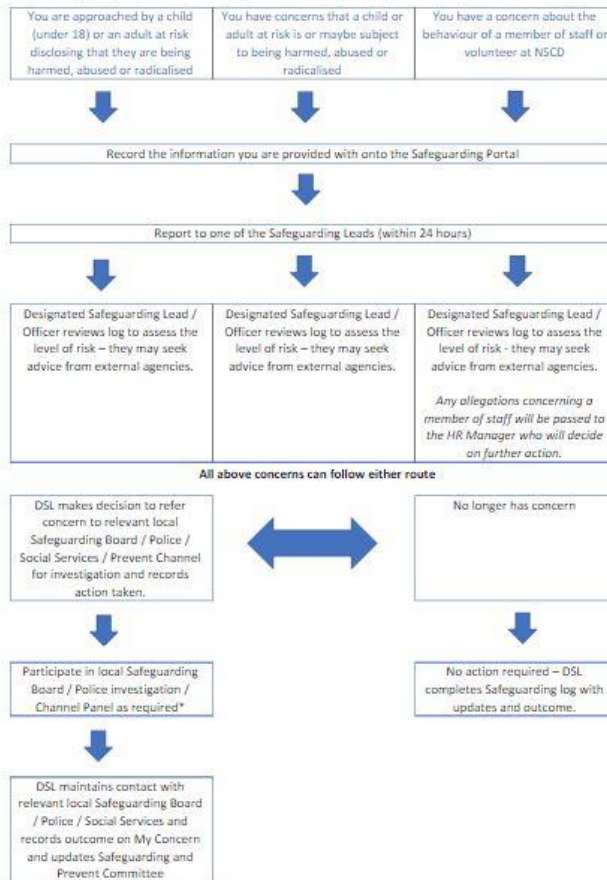 You are approached by a child
(under 18) or an adult at risk
disclosing that they are being
harmed, abused or radicalised
You have concerns that a child or
adult at risk is or maybe subject
to being harmed, abused or
radicalised
You have a concern about the
behaviour of a member of staff or
volunteer at NSCD
Record the information you are provided with onto the Safeguarding Portal
Report to one of the Safeguarding Leads (within 24 hours)
Designated Safeguarding Lead /
Officer reviews log to assess the
level of risk – they may seek
advice from external agencies.
Designated Safeguarding Lead /
Officer reviews log to assess the
level of risk – they may seek
advice from external agencies.
Designated Safeguarding Lead /
Officer reviews log to assess the
level of risk - they may seek
advice from external agencies.
Any allegations concerning a
member of staff will be passed to
the HR Manager who will decide
on further action.
All above concerns can follow either route
DSL makes decision to refer
concern to relevant local
Safeguarding Board / Police /
Social Services / Prevent Channel
for investigation and records
action taken.
No longer has concern
Participate in local Safeguarding
Board / Police investigation /
Channel Panel as required*
No action required – DSL
completes Safeguarding log with
updates and outcome.
DSL maintains contact with
relevant local Safeguarding Board
/ Police / Social Services and
records outcome on My Concern
and updates Safeguarding and
Prevent Committee